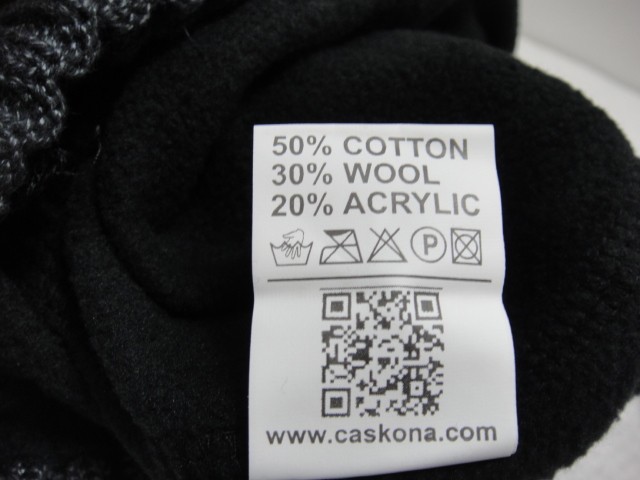 50% COTTON
30% WOOL
20% ACRYLIC
P
www.caskona.com